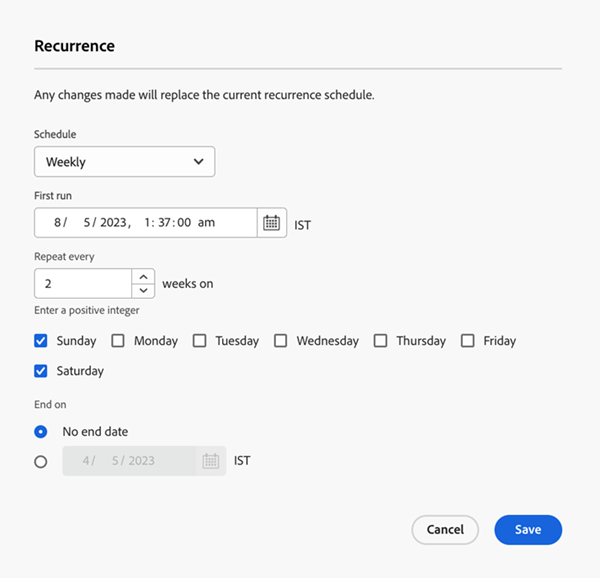 Recurrence
Any changes made will replace the current recurrence schedule.
Schedule
Weekly
First run
8/ 5/2023, 1:37:00 am IST
Repeat every
2 weeks on
Enter a positive integer
Sunday Monday Tuesday Wednesday Thursday Friday
Saturday
End on
No end date
4/ 5/2023 IST
Cancel Save